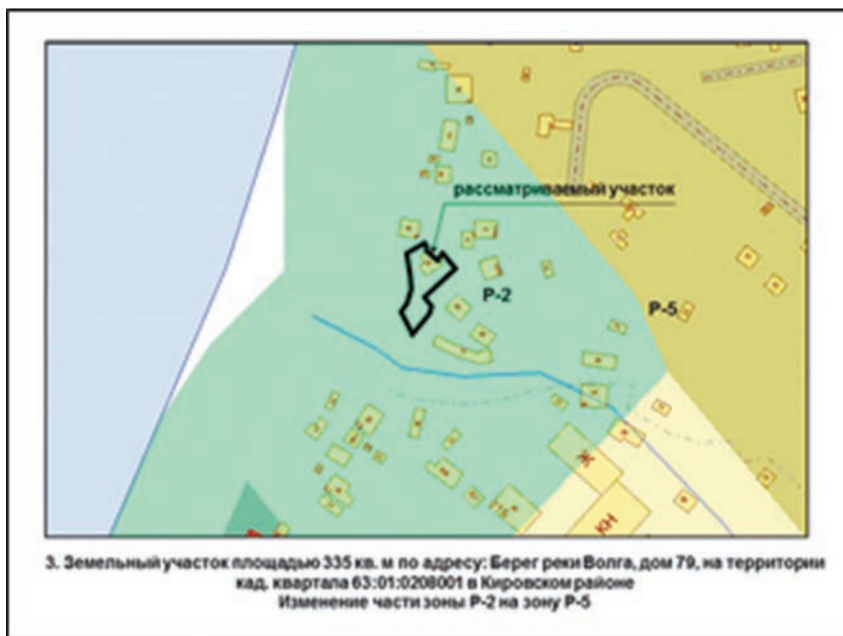 рассматриваемый участок
Р-2
Р-5
Ж
КН
3. Земельный участок площадью 335 кв. м по адресу: Берег реки Волга, дом 79, на территории
кад. квартала 63:01:0208001 в Кировском районе
Изменение части зоны Р-2 на зону Р-5